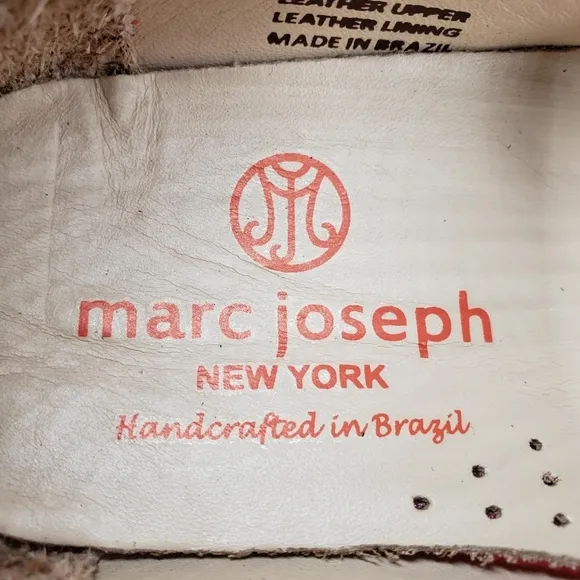 LEATHER UPPER
LEATHER LINING
MADE IN BRAZIL
marc joseph
NEW YORK
Handcrafted in Brazil